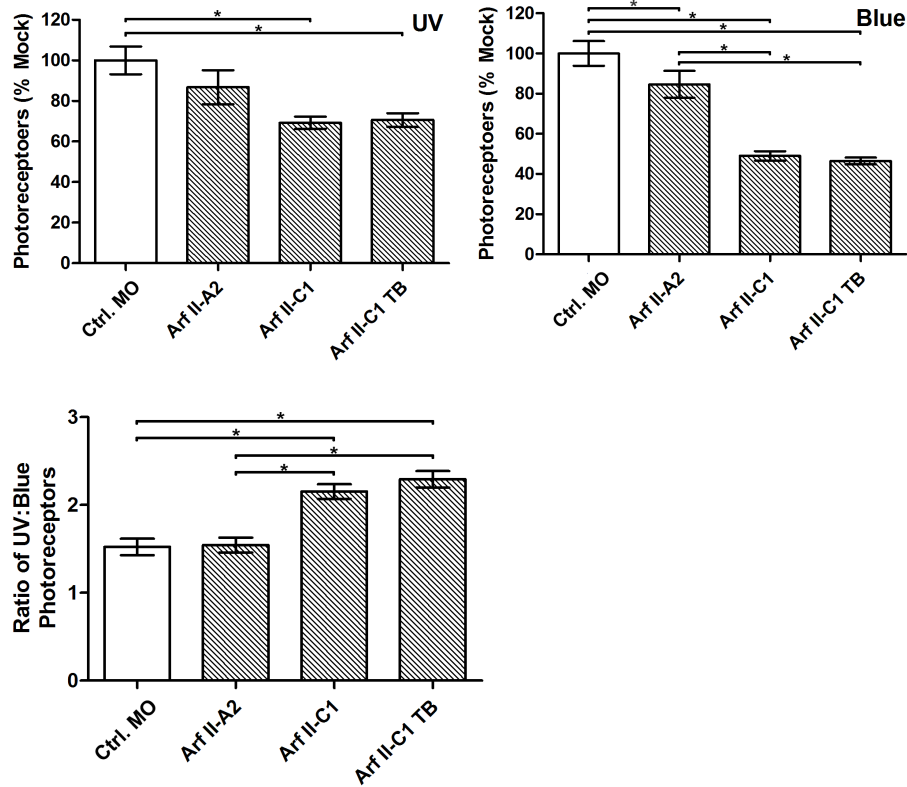 UV
*
*
Photoreceptoers (% Mock)
120
100
80
60
40
20
0
Ctrl. MO
Arf II-A2
Arf II-C1
Arf II-C1 TB
Blue
*
*
*
*
*
Photoreceptors (% Mock)
120
100
80
60
40
20
0
Ctrl. MO
Arf II-A2
Arf II-C1
Arf II-C1 TB
*
*
*
*
Ratio of UV:Blue
Photoreceptors
3
2
1
0
Ctrl. MO
Arf II-A2
Arf II-C1
Arf II-C1 TB